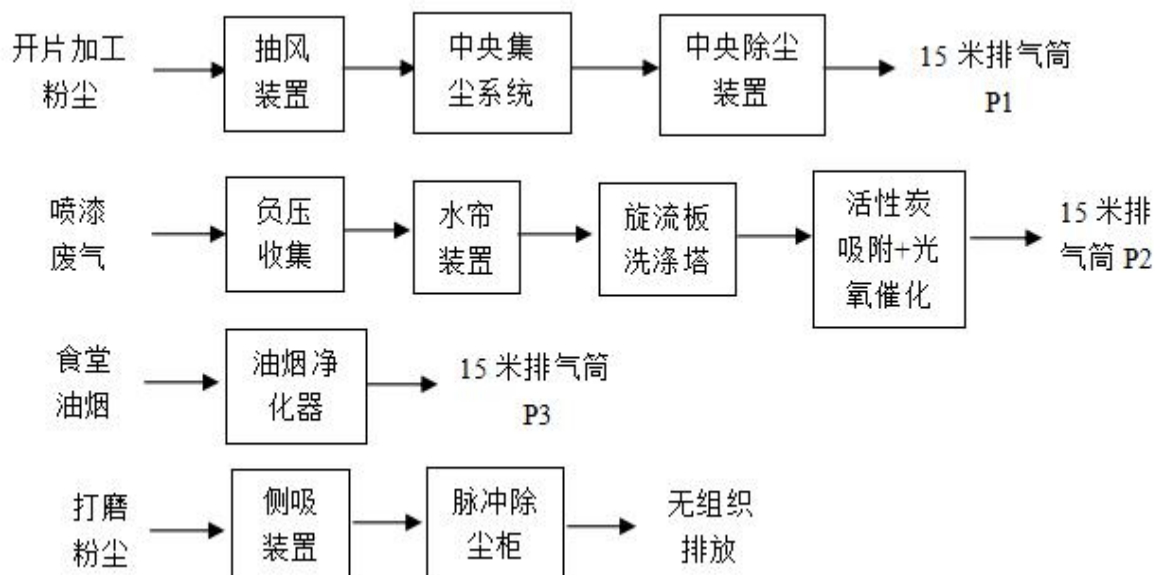 开片加工
粉尘
抽风
装置
中央集
尘系统
中央除尘
装置
15 米排气筒
P1
喷漆
废气
负压
收集
水帘
装置
旋流板
洗涤塔
活性炭
吸附+光
氧催化
15 米排
气筒 P2
食堂
油烟
油烟净
化器
15 米排气筒
P3
打磨
粉尘
侧吸
装置
脉冲除
尘柜
无组织
排放